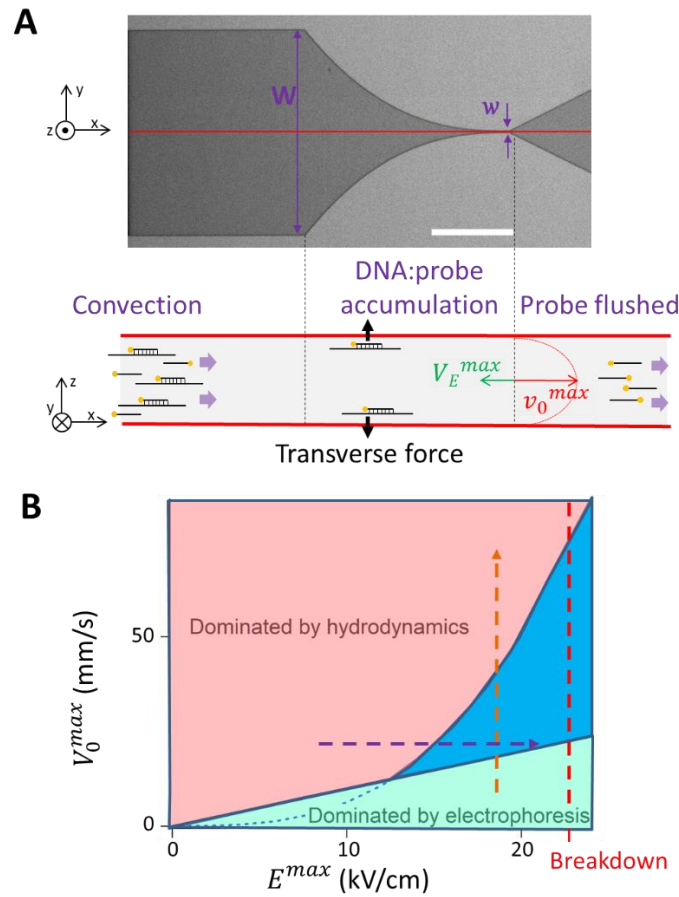 A
y
z
x
W
w
DNA:probe
Convection
accumulation
Probe flushed
z
y
x
V_E^max
v_0^max
Transverse force
B
Dominated by hydrodynamics
50
V_0^max (mm/s)
Dominated by electrophoresis
0
0
10
20
Breakdown
E^max (kV/cm)